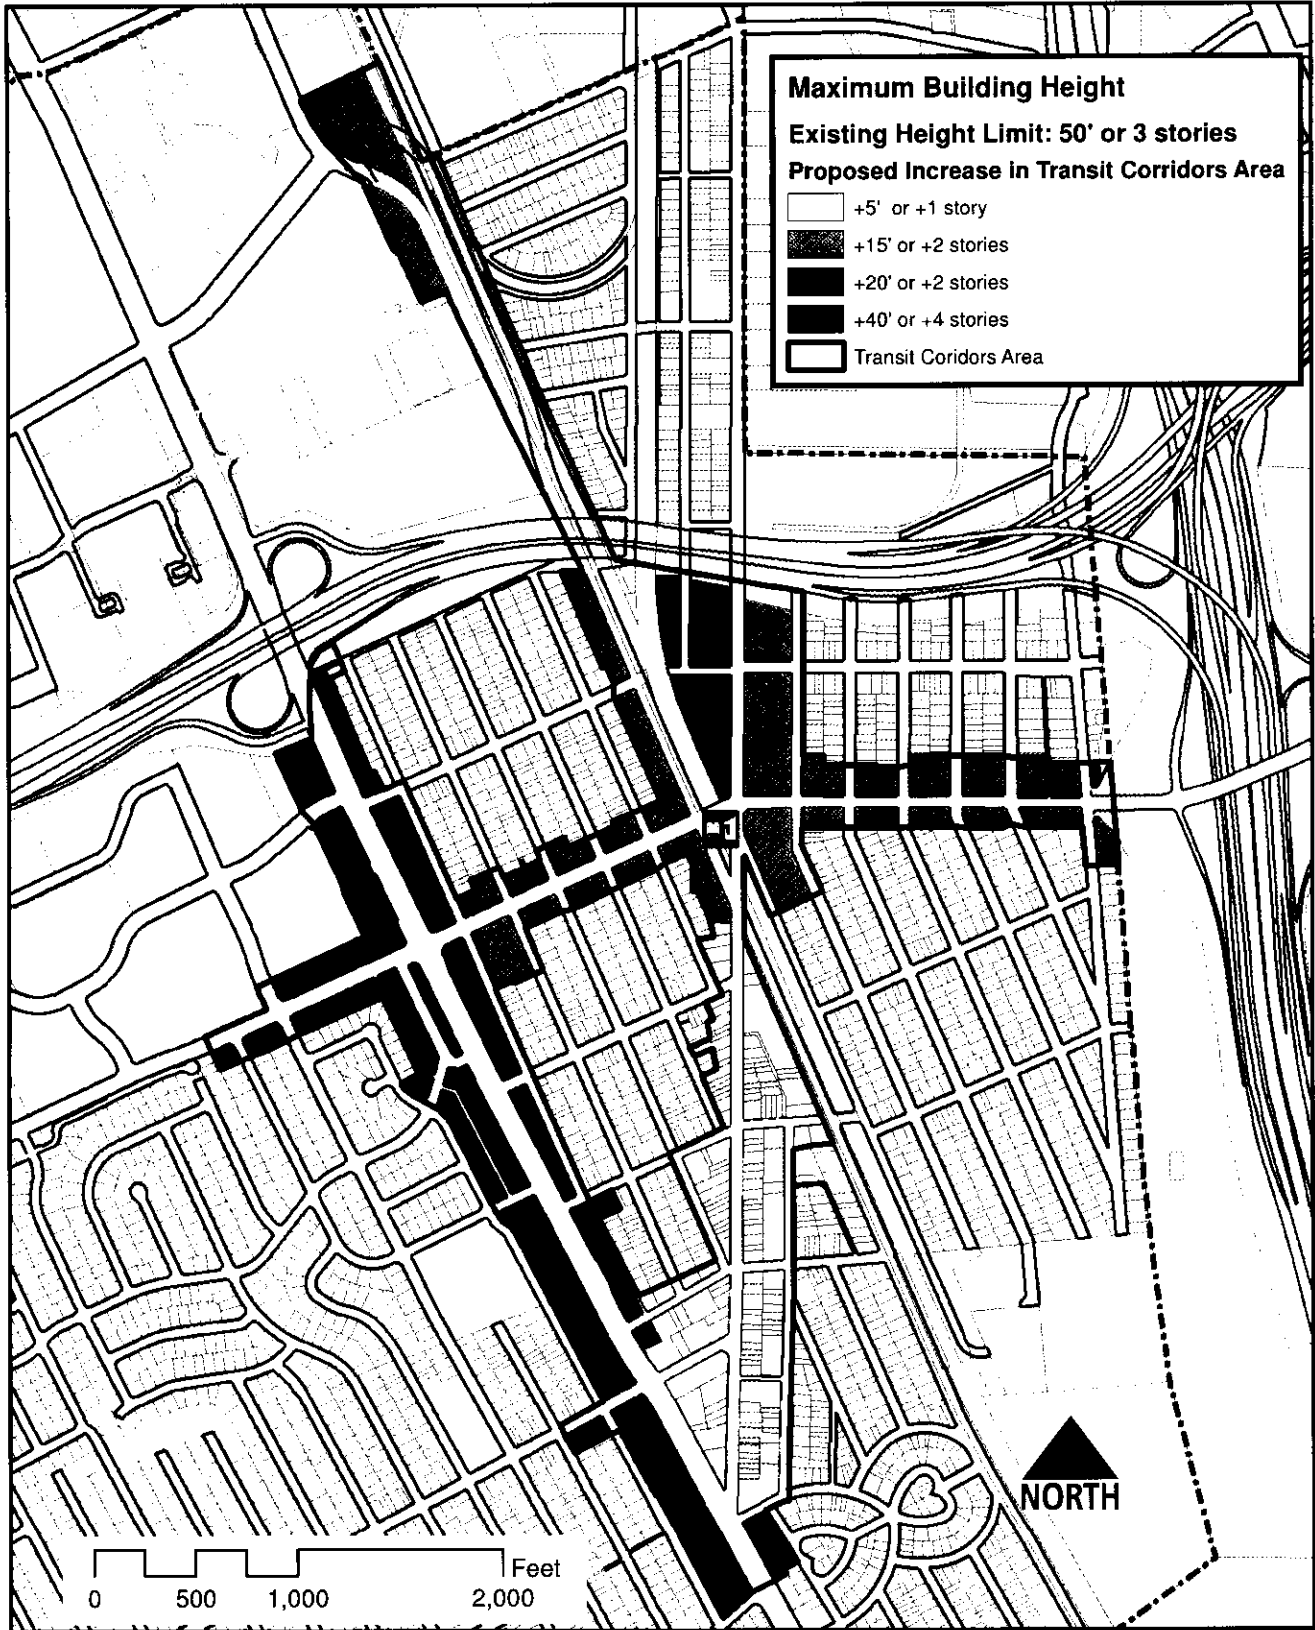 Maximum Building Height
Existing Height Limit: 50' or 3 stories
Proposed Increase in Transit Corridors Area
+5' or +1 story
+15' or +2 stories
+20' or +2 stories
+40' or +4 stories
Transit Coridors Area
NORTH
Feet
0 500 1,000 2,000